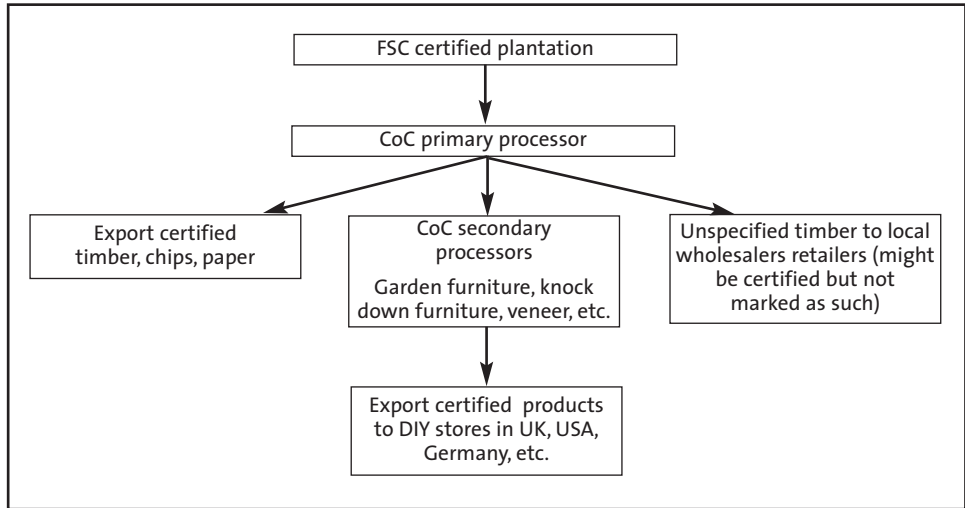 FSC certified plantation
CoC primary processor
Export certified
timber, chips, paper
CoC secondary
processors
Garden furniture, knock
down furniture, veneer, etc.
Unspecified timber to local
wholesalers retailers (might
be certified but not
marked as such)
Export certified products
to DIY stores in UK, USA,
Germany, etc.